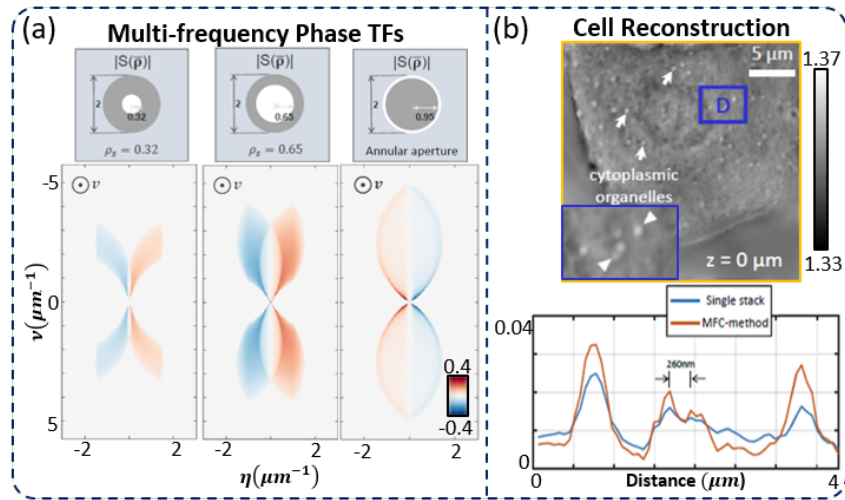 (a)
Multi-frequency Phase TFs
|S(ρ̄)|
2
0.32
ρₛ = 0.32
|S(ρ̄)|
2
0.65
ρₛ = 0.65
|S(ρ̄)|
2
0.95
Annular aperture
ν(μm⁻¹)
-5
0
5
ν
ν
ν
0.4
-0.4
-2
2
-2
2
-2
2
η(μm⁻¹)
(b)
Cell Reconstruction
5 μm
D
cytoplasmic
organelles
z = 0 μm
1.37
1.33
Single stack
MFC-method
0.04
260nm
0
0
Distance (μm)
4